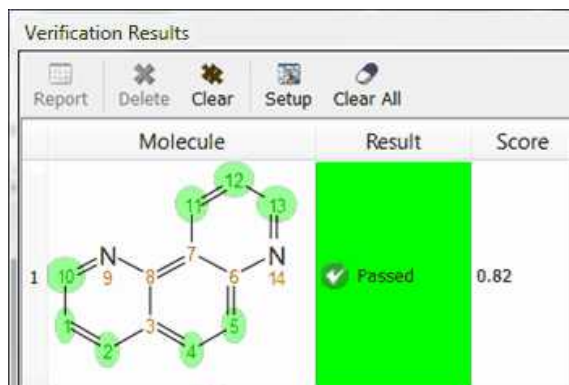 Verification Results
Report Delete Clear Setup Clear All
Molecule Result Score
12
11 13
N N
10 9 8 7 6 14
1 Passed 0.82
1 3 5
2 4